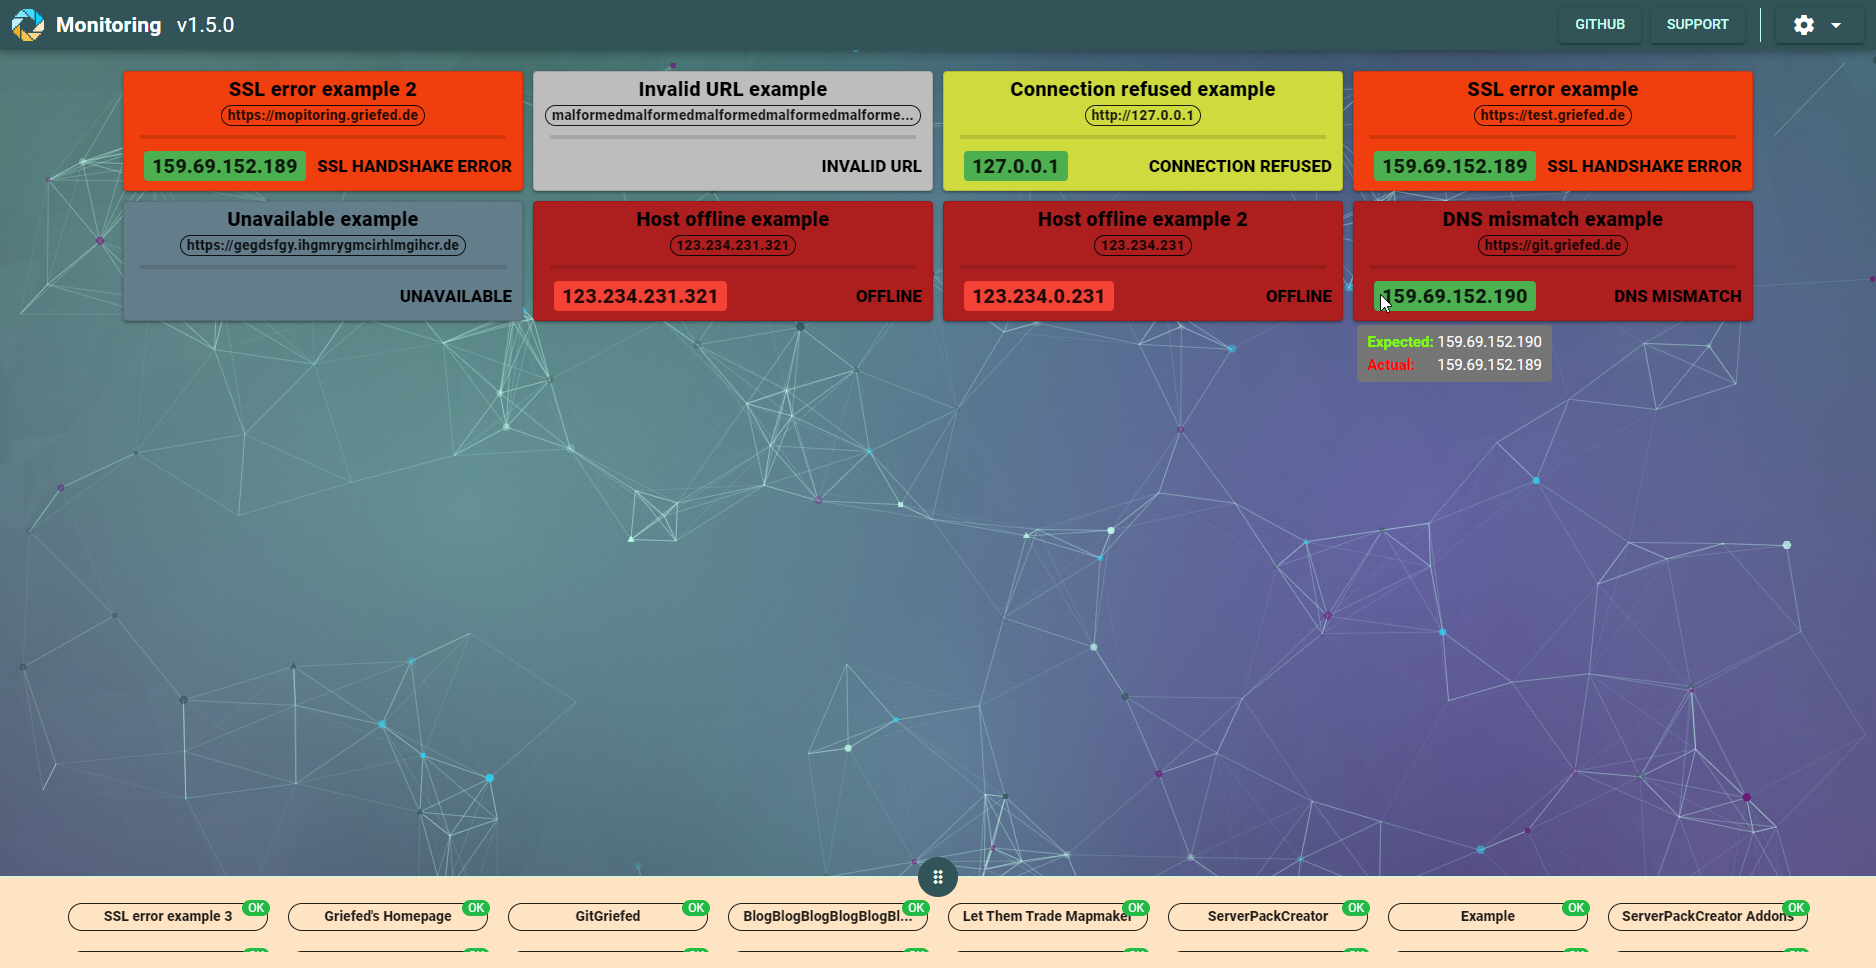 Monitoring v1.5.0
GITHUB SUPPORT
SSL error example 2
https://mopitoring.griefed.de
159.69.152.189 SSL HANDSHAKE ERROR
Invalid URL example
malformedmalformedmalformedmalformedmalforme...
INVALID URL
Connection refused example
http://127.0.0.1
127.0.0.1 CONNECTION REFUSED
SSL error example
https://test.griefed.de
159.69.152.189 SSL HANDSHAKE ERROR
Unavailable example
https://gegdsfgy.ihgmrygmcirhlmgihcr.de
UNAVAILABLE
Host offline example
123.234.231.321
123.234.231.321 OFFLINE
Host offline example 2
123.234.231
123.234.0.231 OFFLINE
DNS mismatch example
https://git.griefed.de
159.69.152.190 DNS MISMATCH
Expected: 159.69.152.190
Actual: 159.69.152.189
SSL error example 3 OK
Griefed's Homepage OK
GitGriefed OK
BlogBlogBlogBlogBlogBl... OK
Let Them Trade Mapmaker OK
ServerPackCreator OK
Example OK
ServerPackCreator Addons OK